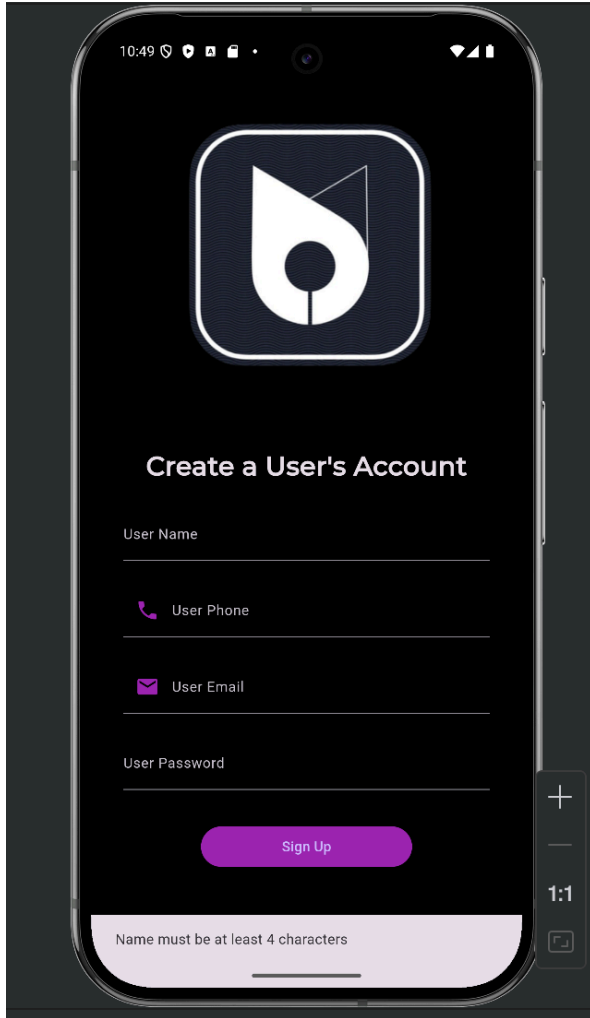 10:49
Create a User's Account
User Name
User Phone
User Email
User Password
Sign Up
Name must be at least 4 characters
1:1